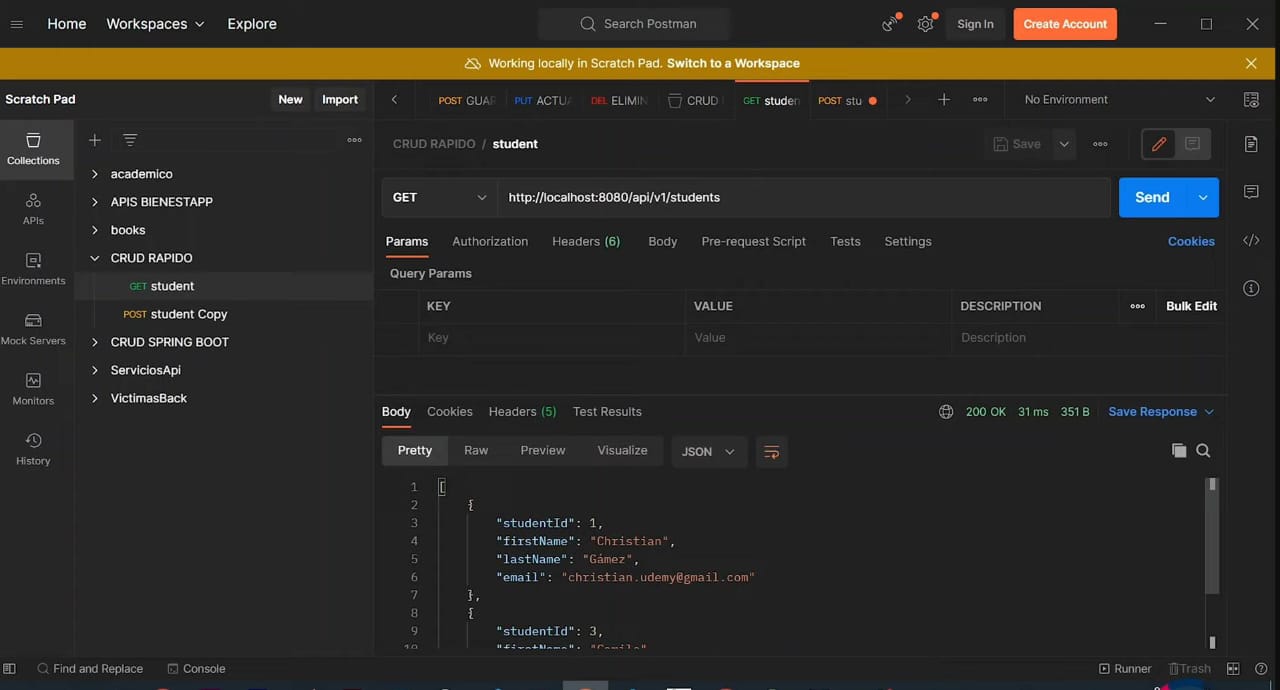 Home Workspaces Explore Search Postman Sign In Create Account
Working locally in Scratch Pad. Switch to a Workspace
Scratch Pad New Import POST GUAR PUT ACTUA DEL ELIMIN CRUD GET studen POST stu No Environment
CRUD RAPIDO / student Save
Collections
APIs
Environments
Mock Servers
Monitors
History
academico
APIS BIENESTAPP
books
CRUD RAPIDO
GET student
POST student Copy
CRUD SPRING BOOT
ServiciosApi
VictimasBack
GET http://localhost:8080/api/v1/students Send
Params Authorization Headers (6) Body Pre-request Script Tests Settings Cookies
Query Params
KEY VALUE DESCRIPTION Bulk Edit
Key Value Description
Body Cookies Headers (5) Test Results 200 OK 31 ms 351 B Save Response
Pretty Raw Preview Visualize JSON
1 [
2 {
3 "studentId": 1,
4 "firstName": "Christian",
5 "lastName": "Gámez",
6 "email": "christian.udemy@gmail.com"
7 },
8 {
9 "studentId": 3,
10 "firstName": "Camilo"
Find and Replace Console Runner Trash